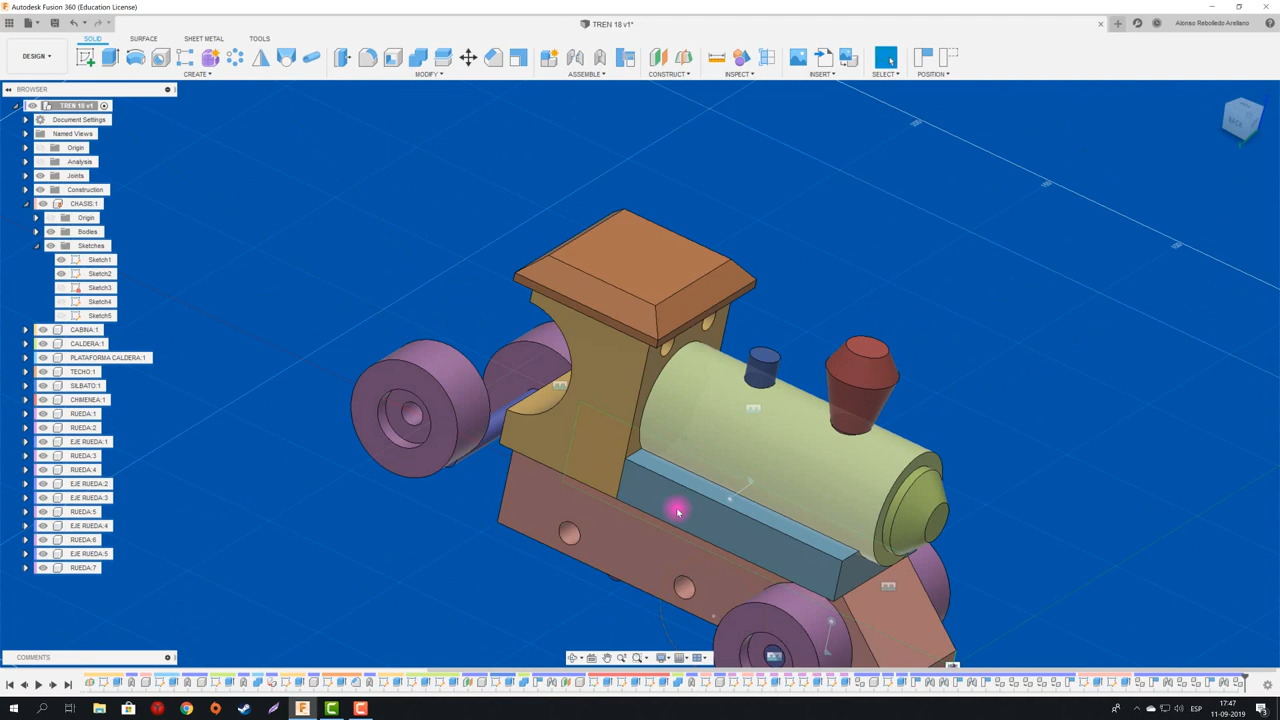 Autodesk Fusion 360 (Education License)
TREN 18 v1*
Alonso Rebolledo Arellano
SOLID SURFACE SHEET METAL TOOLS
DESIGN
CREATE MODIFY ASSEMBLE CONSTRUCT INSPECT INSERT SELECT POSITION
BROWSER
TREN 18 v1
Document Settings
Named Views
Origin
Analysis
Joints
Construction
CHASIS:1
Origin
Bodies
Sketches
Sketch1
Sketch2
Sketch3
Sketch4
Sketch5
CABINA:1
CALDERA:1
PLATAFORMA CALDERA:1
TECHO:1
SILBATO:1
CHIMENEA:1
RUEDA:1
RUEDA:2
EJE RUEDA:1
RUEDA:3
RUEDA:4
EJE RUEDA:2
EJE RUEDA:3
RUEDA:5
EJE RUEDA:4
RUEDA:6
EJE RUEDA:5
RUEDA:7
BACK
COMMENTS
ESP
17:47
11-09-2019